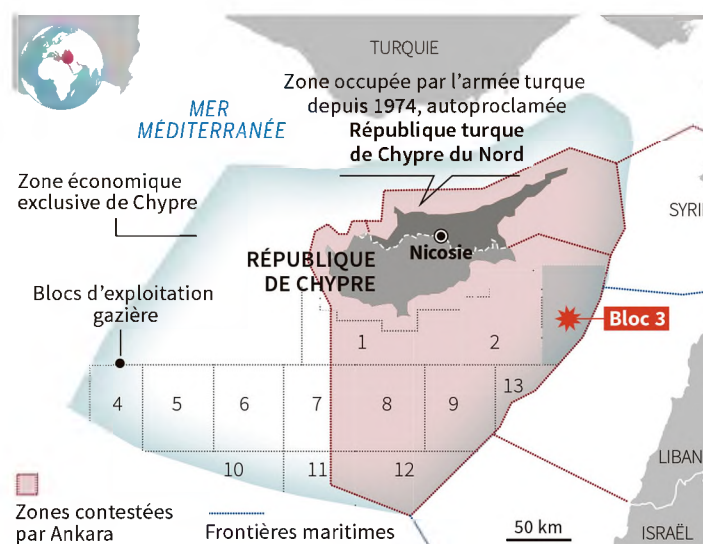 TURQUIE
Zone occupée par l'armée turque
depuis 1974, autoproclamée
République turque
de Chypre du Nord
MER
MÉDITERRANÉE
Zone économique
exclusive de Chypre
SYRI
RÉPUBLIQUE
DE CHYPRE
Nicosie
Blocs d'exploitation
gazière
Bloc 3
1
2
4
5
6
7
8
9
13
10
11
12
LIBAN
Zones contestées
par Ankara
Frontières maritimes
50 km
ISRAËL